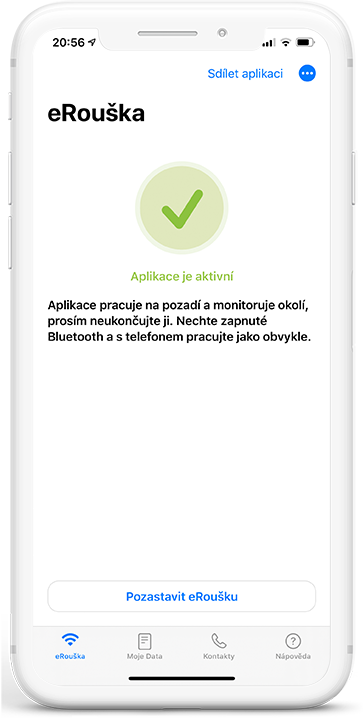 20:56
Sdílet aplikaci
eRouška
Aplikace je aktivní
Aplikace pracuje na pozadí a monitoruje okolí,
prosím neukončujte ji. Nechte zapnuté
Bluetooth a s telefonem pracujte jako obvykle.
Pozastavit eRoušku
eRouška Moje Data Kontakty Nápověda